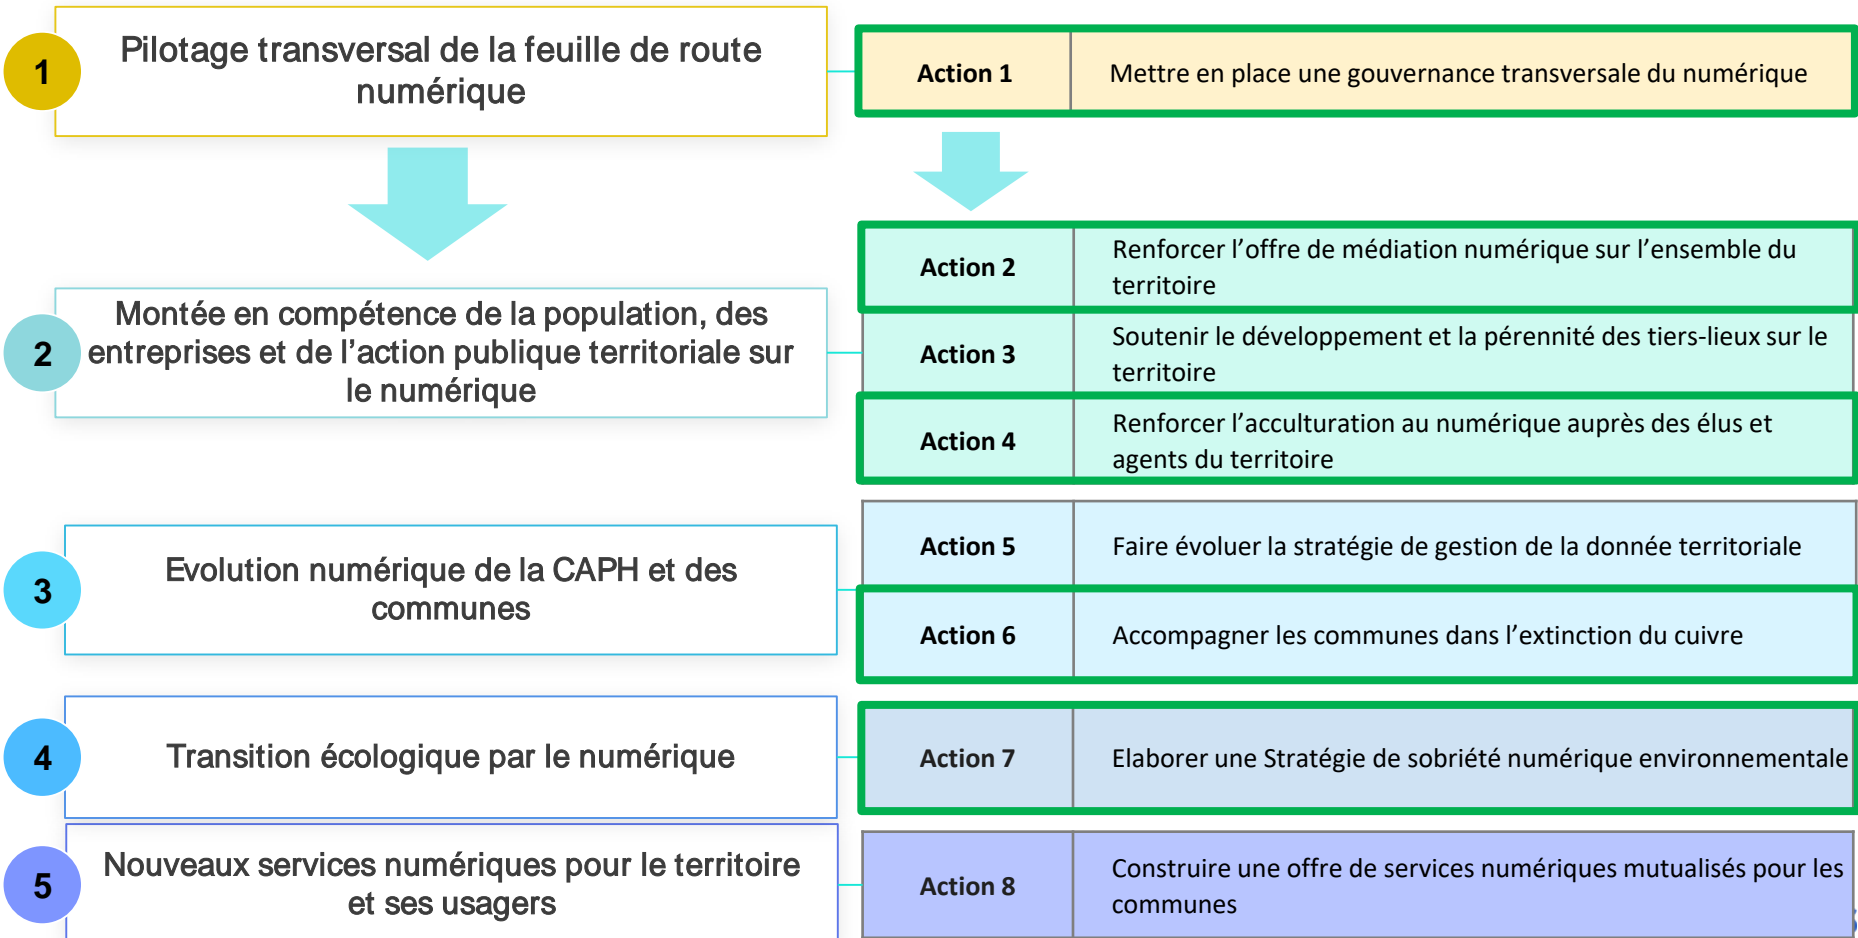 1
Pilotage transversal de la feuille de route
numérique
Action 1
Mettre en place une gouvernance transversale du numérique
2
Montée en compétence de la population, des
entreprises et de l’action publique territoriale sur
le numérique
Action 2
Renforcer l’offre de médiation numérique sur l’ensemble du
territoire
Action 3
Soutenir le développement et la pérennité des tiers-lieux sur le
territoire
Action 4
Renforcer l’acculturation au numérique auprès des élus et
agents du territoire
3
Evolution numérique de la CAPH et des
communes
Action 5
Faire évoluer la stratégie de gestion de la donnée territoriale
Action 6
Accompagner les communes dans l’extinction du cuivre
4
Transition écologique par le numérique
Action 7
Elaborer une Stratégie de sobriété numérique environnementale
5
Nouveaux services numériques pour le territoire
et ses usagers
Action 8
Construire une offre de services numériques mutualisés pour les
communes